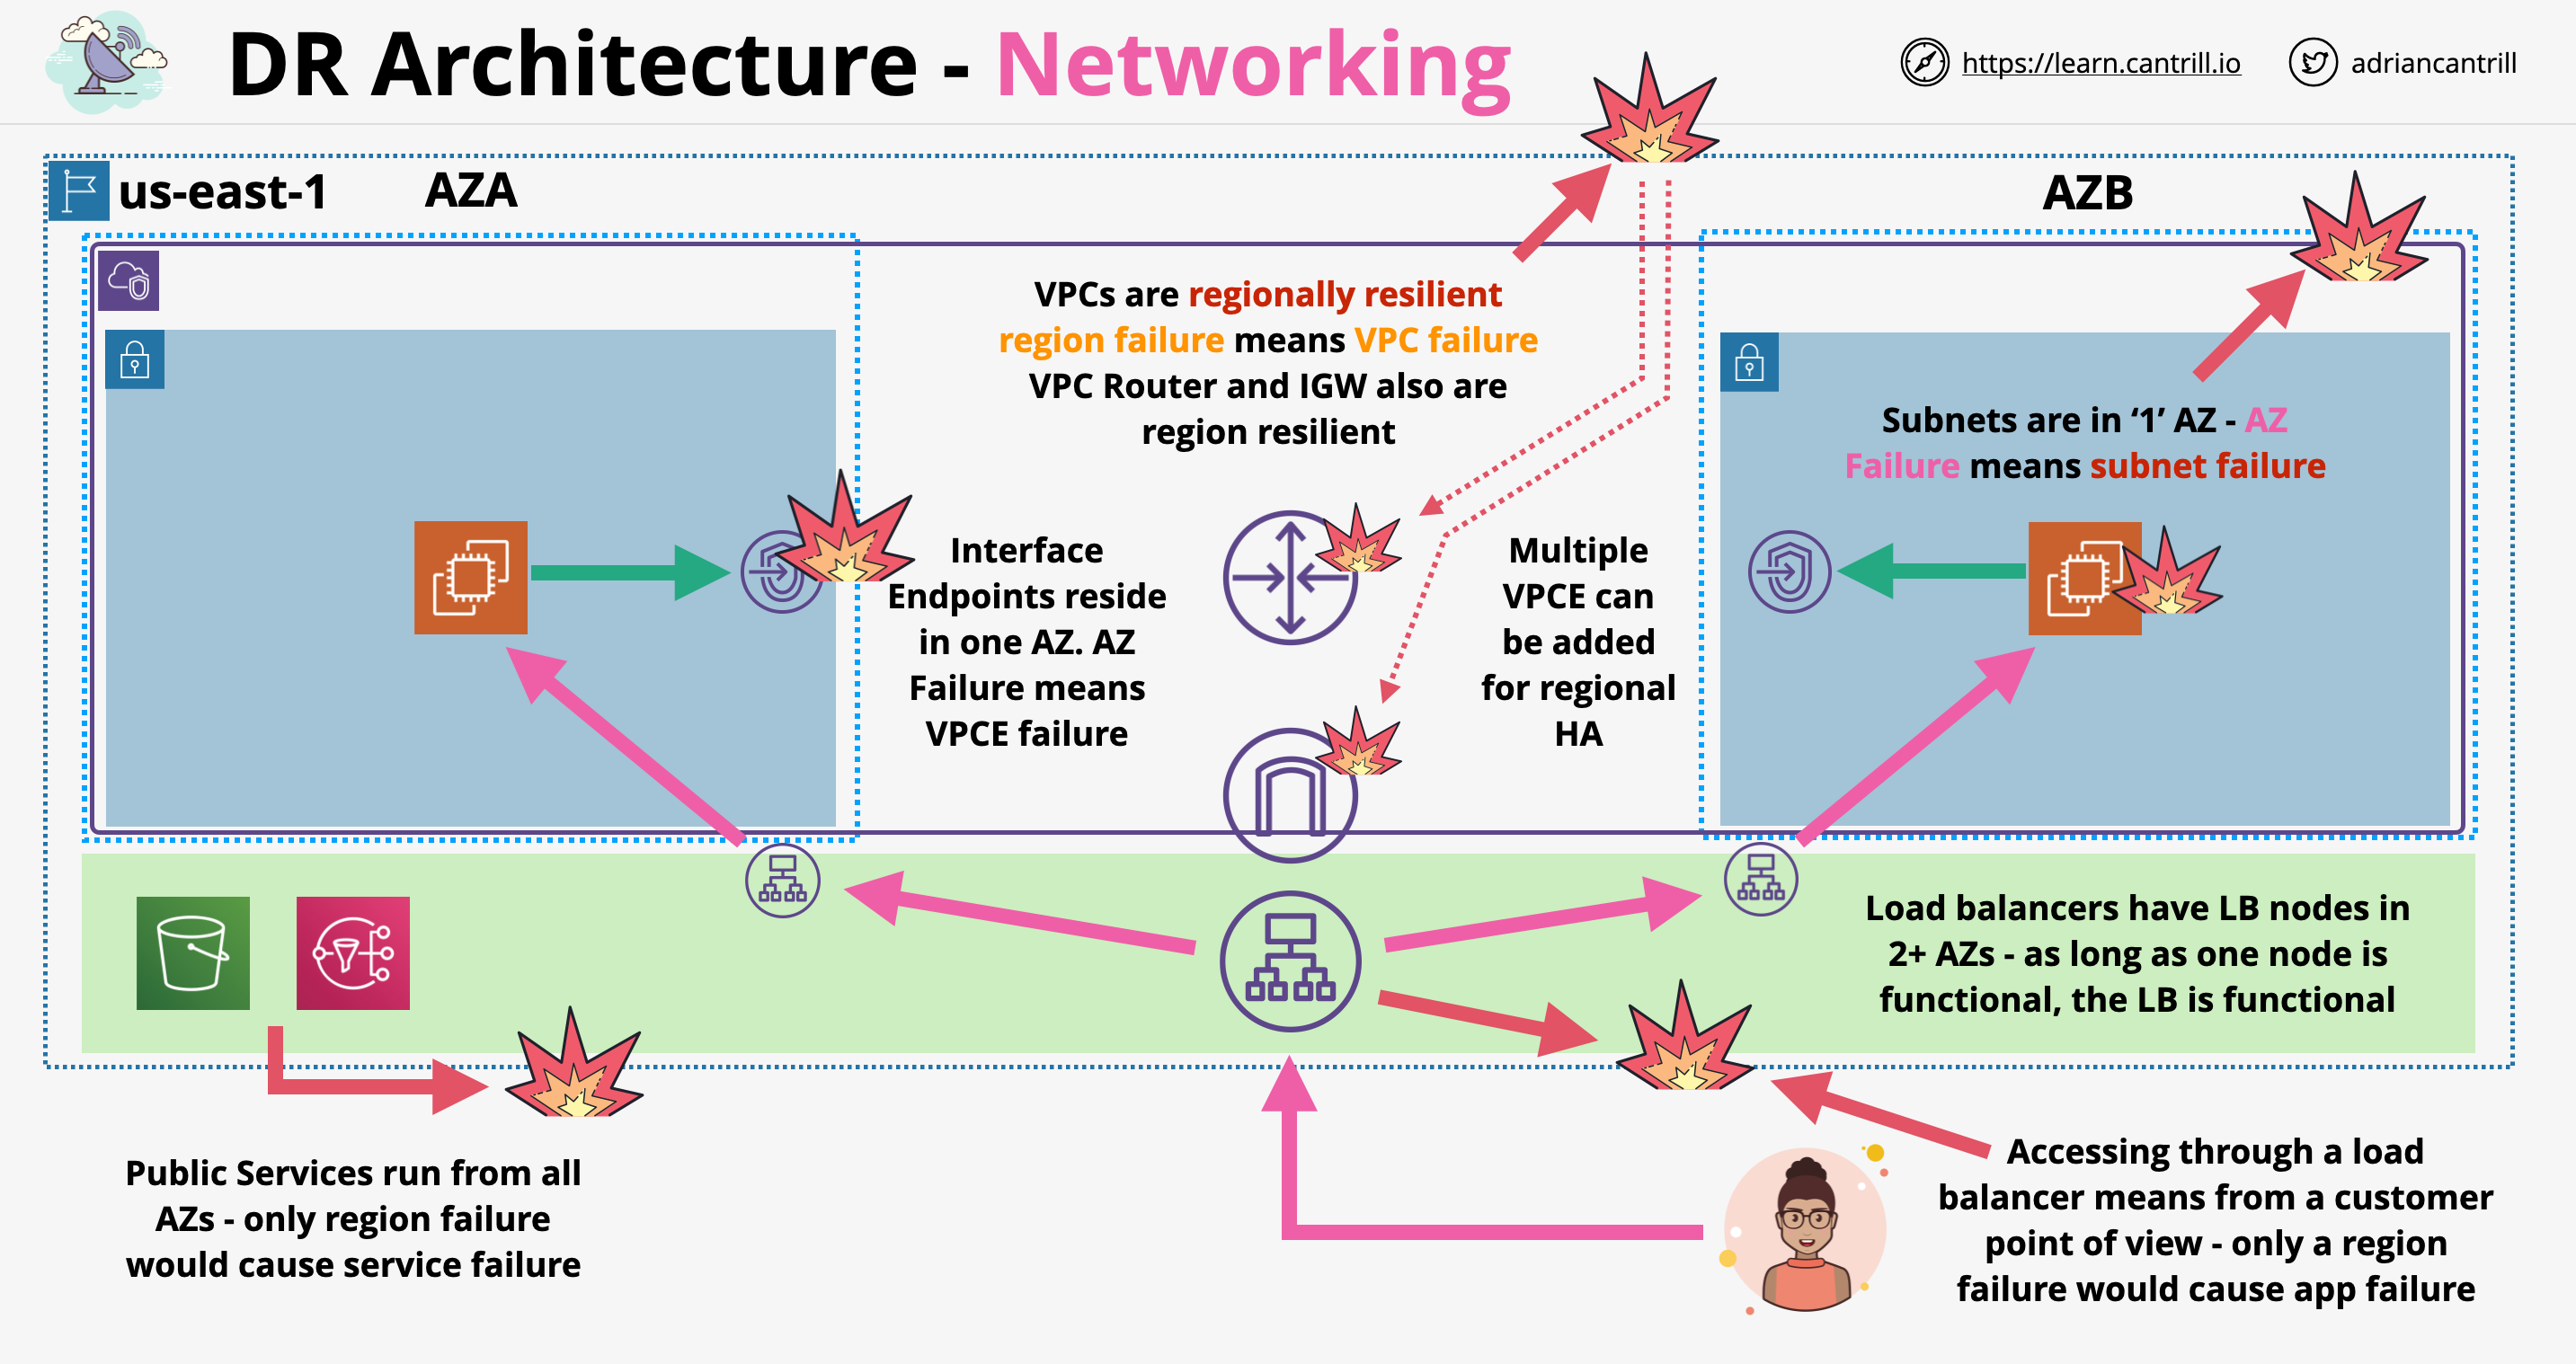 DR Architecture - Networking
https://learn.cantrill.io
adriancantrill
us-east-1
AZA
AZB
VPCs are regionally resilient
region failure means VPC failure
VPC Router and IGW also are
region resilient
Subnets are in ‘1’ AZ - AZ
Failure means subnet failure
Interface
Endpoints reside
in one AZ. AZ
Failure means
VPCE failure
Multiple
VPCE can
be added
for regional
HA
Load balancers have LB nodes in
2+ AZs - as long as one node is
functional, the LB is functional
Public Services run from all
AZs - only region failure
would cause service failure
Accessing through a load
balancer means from a customer
point of view - only a region
failure would cause app failure